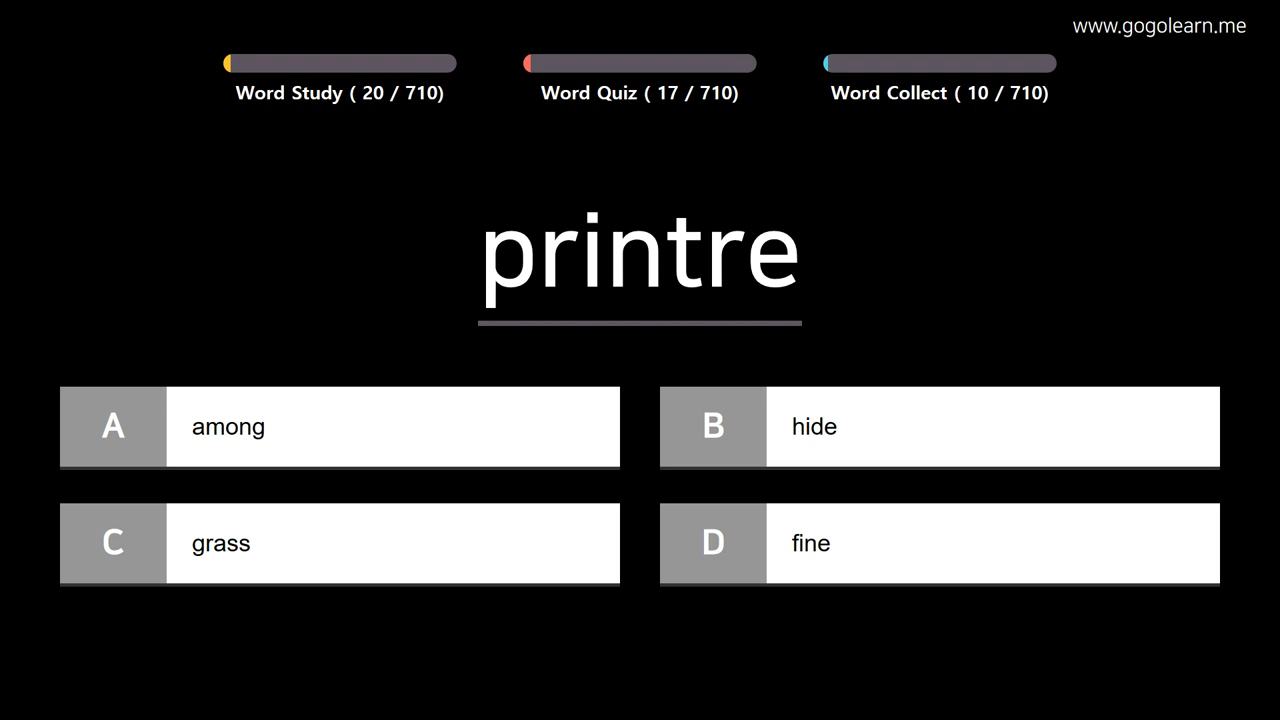 www.gogolearn.me
Word Study ( 20 / 710)
Word Quiz ( 17 / 710)
Word Collect ( 10 / 710)
printre
A among
B hide
C grass
D fine